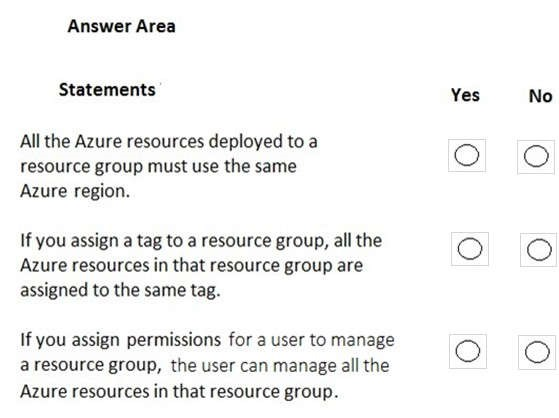 Answer Area
Statements
Yes No
All the Azure resources deployed to a
resource group must use the same
Azure region.
If you assign a tag to a resource group, all the
Azure resources in that resource group are
assigned to the same tag.
If you assign permissions for a user to manage
a resource group, the user can manage all the
Azure resources in that resource group.